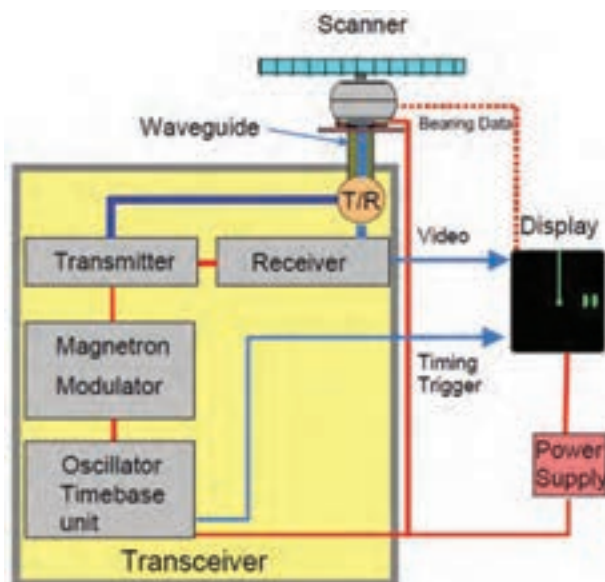 Scanner
Waveguide
Bearing Data
T/R
Video
Display
Transmitter
Receiver
Magnetron
Modulator
Timing
Trigger
Oscillator
Timebase
unit
Power
Supply
Transceiver